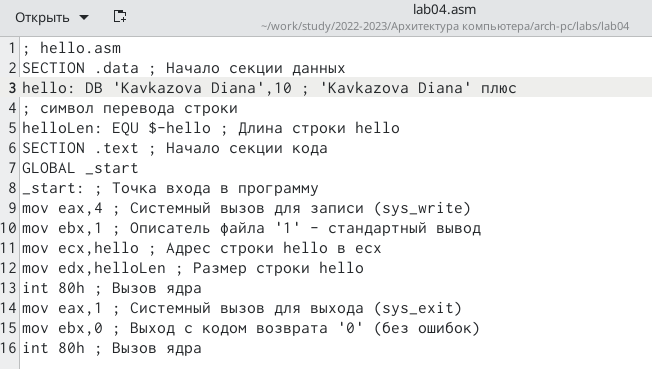 Открыть
lab04.asm
~/work/study/2022-2023/Архитектура компьютера/arch-pc/labs/lab04
1 ; hello.asm
2 SECTION .data ; Начало секции данных
3 hello: DB 'Kavkazova Diana',10 ; 'Kavkazova Diana' плюс
4 ; символ перевода строки
5 helloLen: EQU $-hello ; Длина строки hello
6 SECTION .text ; Начало секции кода
7 GLOBAL _start
8 _start: ; Точка входа в программу
9 mov eax,4 ; Системный вызов для записи (sys_write)
10 mov ebx,1 ; Описатель файла '1' - стандартный вывод
11 mov ecx,hello ; Адрес строки hello в ecx
12 mov edx,helloLen ; Размер строки hello
13 int 80h ; Вызов ядра
14 mov eax,1 ; Системный вызов для выхода (sys_exit)
15 mov ebx,0 ; Выход с кодом возврата '0' (без ошибок)
16 int 80h ; Вызов ядра